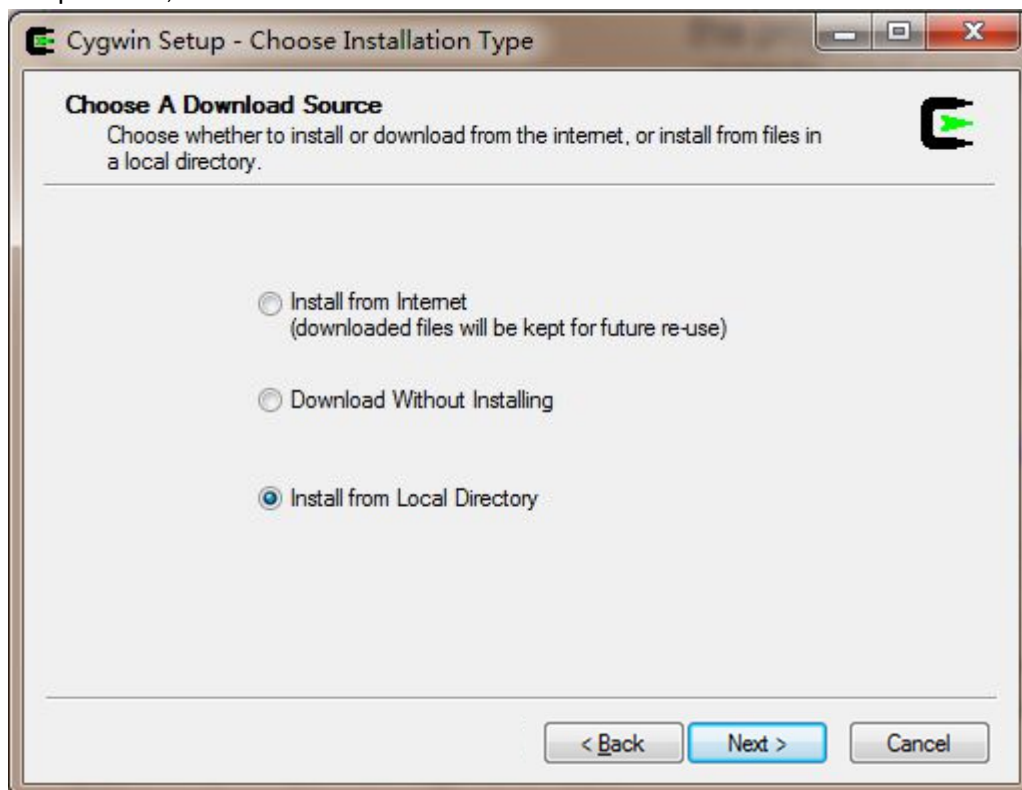 Cygwin Setup - Choose Installation Type
Choose A Download Source
Choose whether to install or download from the internet, or install from files in
a local directory.
Install from Internet
(downloaded files will be kept for future re-use)
Download Without Installing
Install from Local Directory
< Back
Next >
Cancel